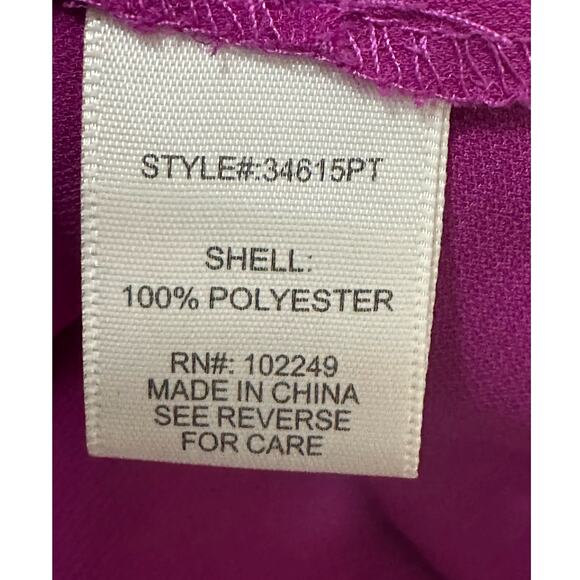 STYLE#:34615PT
SHELL:
100% POLYESTER
RN#: 102249
MADE IN CHINA
SEE REVERSE
FOR CARE